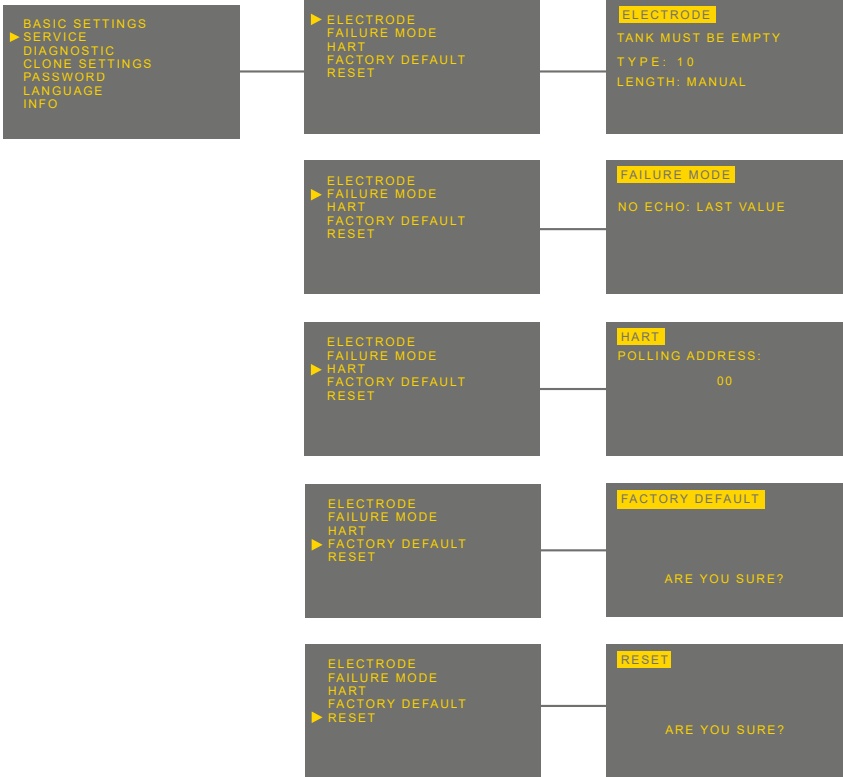 BASIC SETTINGS
SERVICE
DIAGNOSTIC
CLONE SETTINGS
PASSWORD
LANGUAGE
INFO
ELECTRODE
FAILURE MODE
HART
FACTORY DEFAULT
RESET
ELECTRODE
TANK MUST BE EMPTY
TYPE: 10
LENGTH: MANUAL
ELECTRODE
FAILURE MODE
HART
FACTORY DEFAULT
RESET
FAILURE MODE
NO ECHO: LAST VALUE
ELECTRODE
FAILURE MODE
HART
FACTORY DEFAULT
RESET
HART
POLLING ADDRESS:
00
ELECTRODE
FAILURE MODE
HART
FACTORY DEFAULT
RESET
FACTORY DEFAULT
ARE YOU SURE?
ELECTRODE
FAILURE MODE
HART
FACTORY DEFAULT
RESET
RESET
ARE YOU SURE?